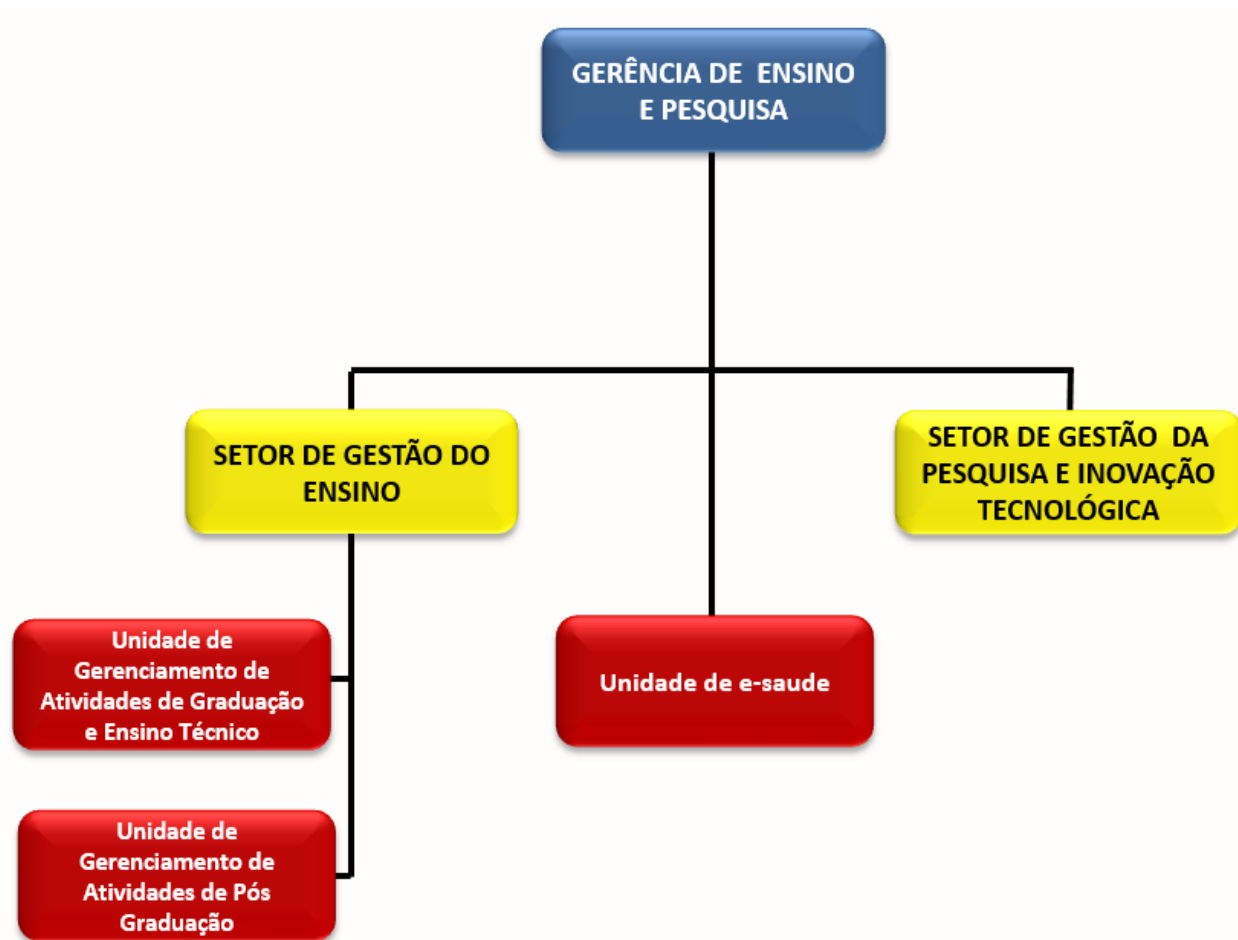 GERÊNCIA DE ENSINO
E PESQUISA
SETOR DE GESTÃO DO
ENSINO
SETOR DE GESTÃO DA
PESQUISA E INOVAÇÃO
TECNOLÓGICA
Unidade de
Gerenciamento de
Atividades de Graduação
e Ensino Técnico
Unidade de e-saude
Unidade de
Gerenciamento de
Atividades de Pós
Graduação